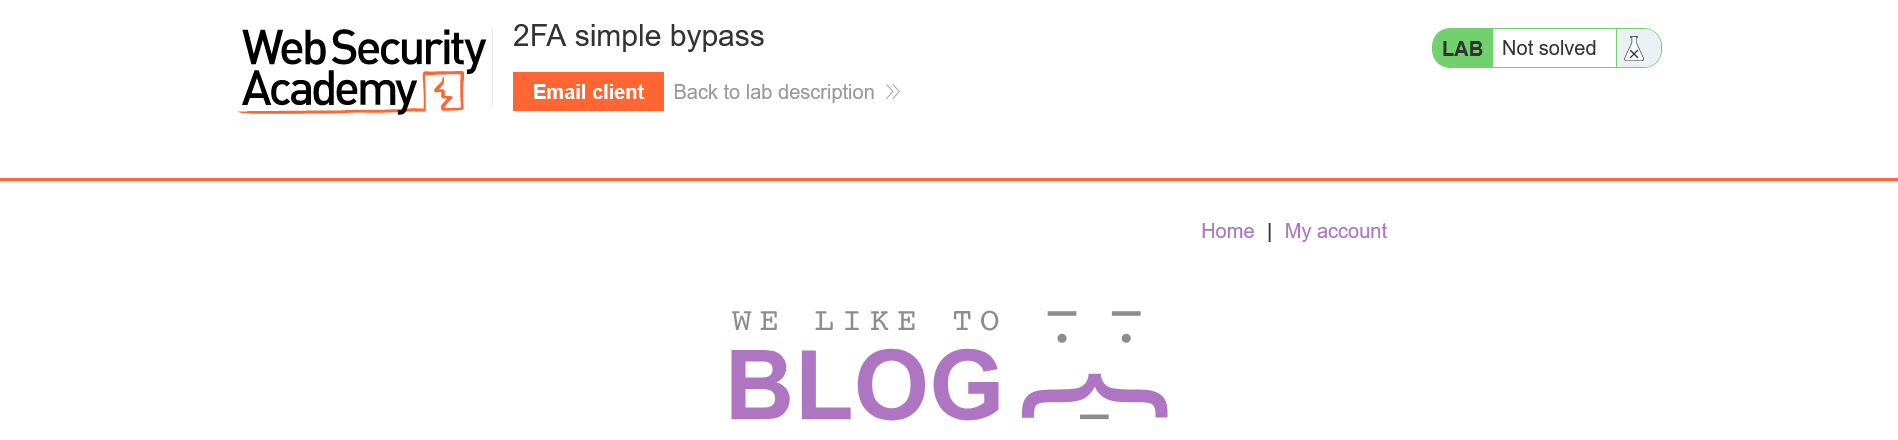 Web Security
Academy
2FA simple bypass
Email client Back to lab description
LAB Not solved
Home | My account
WE LIKE TO
BLOG